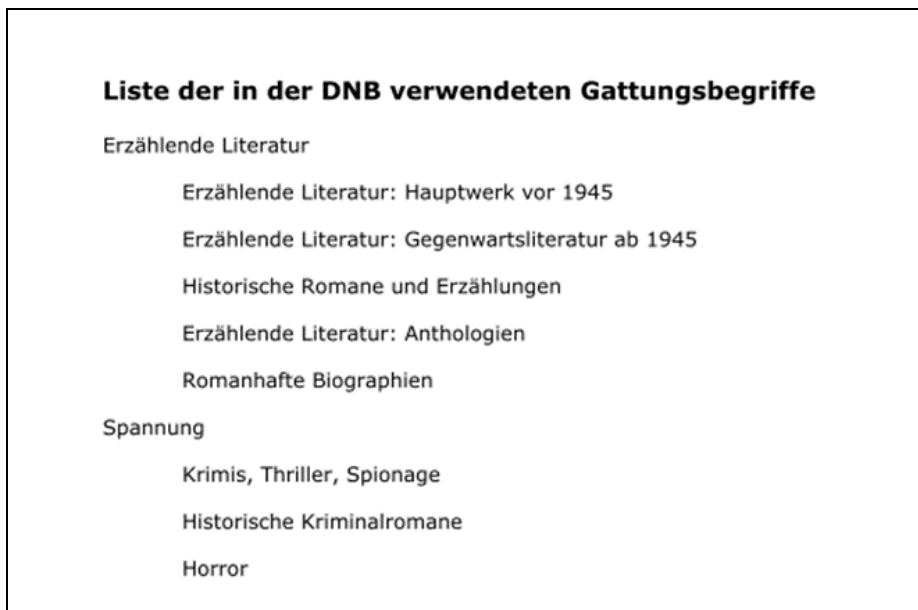 Liste der in der DNB verwendeten Gattungsbegriffe
Erzählende Literatur
Erzählende Literatur: Hauptwerk vor 1945
Erzählende Literatur: Gegenwartsliteratur ab 1945
Historische Romane und Erzählungen
Erzählende Literatur: Anthologien
Romanhafte Biographien
Spannung
Krimis, Thriller, Spionage
Historische Kriminalromane
Horror